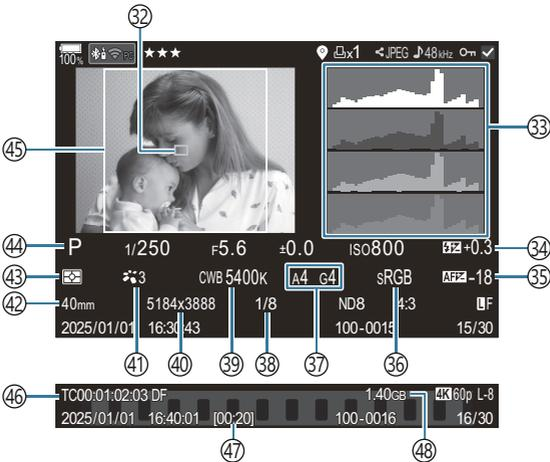 ㉜
100% PC ★★★ x1 JPEG 48kHz
㊺
㉝
㊹ P 1/250 F5.6 ±0.0 ISO800 +0.3 ㉞
㊸ 3 CWB 5400K A4 G4 sRGB AF -18 ㉟
㊷ 40mm 5184x3888 1/8 ND8 4:3 LF
2025/01/01 16:30:43 100-0015 15/30
㊶ ㊵ ㊴ ㊳ ㊲ ㊱
㊻ TC00:01:02:03 DF 1.40GB 4K 60p L-8
2025/01/01 16:40:01 [00:20] 100-0016 16/30
㊼ ㊽